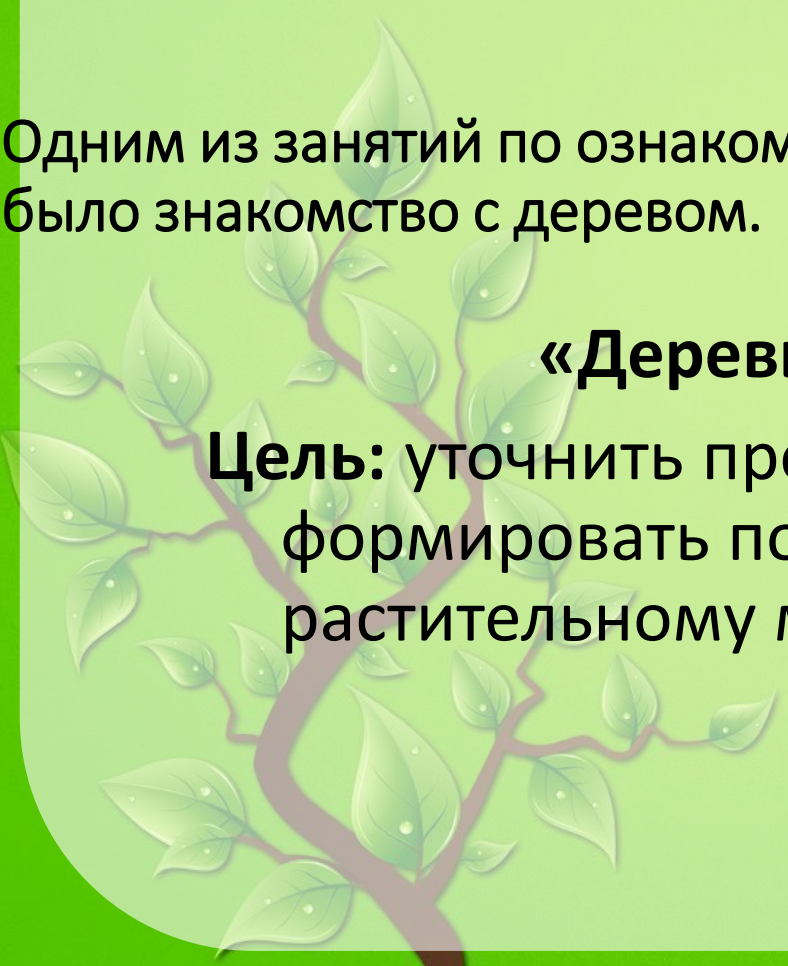 Одним из занятий по ознаком
было знакомство с деревом.
«Дерев
Цель: уточнить пре
формировать по
растительному м